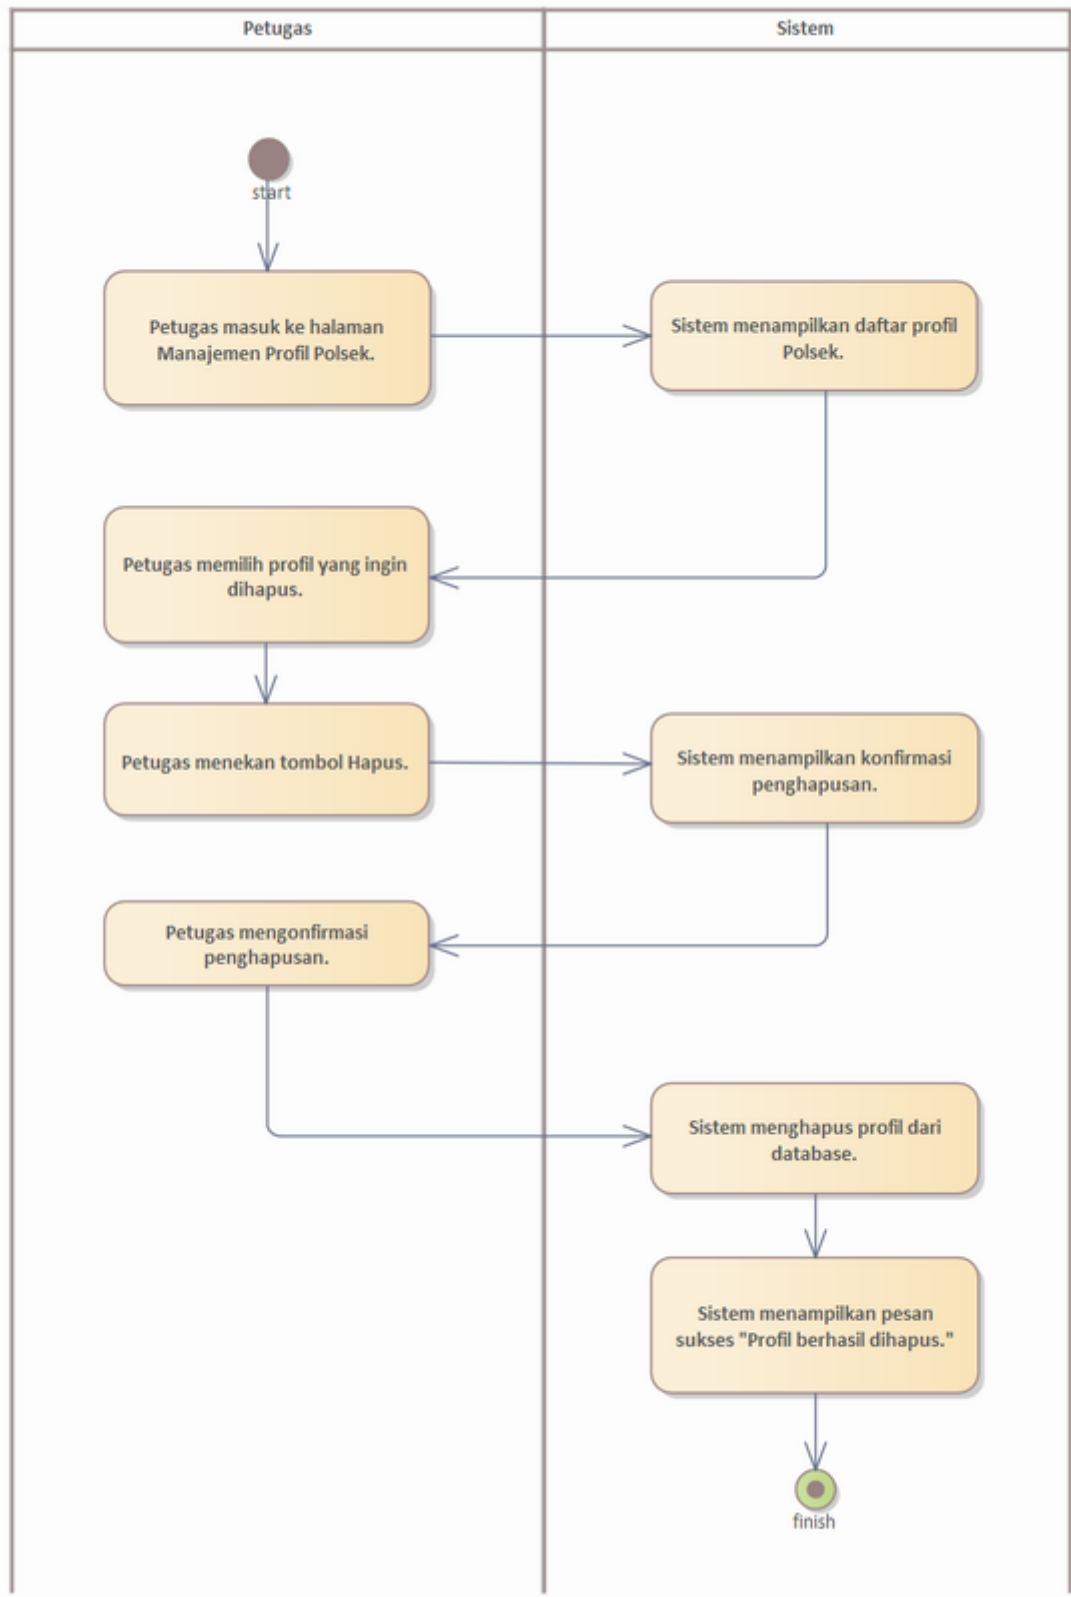 Petugas
Sistem
start
Petugas masuk ke halaman
Manajemen Profil Polsek.
Sistem menampilkan daftar profil
Polsek.
Petugas memilih profil yang ingin
dihapus.
Petugas menekan tombol Hapus.
Sistem menampilkan konfirmasi
penghapusan.
Petugas mengonfirmasi
penghapusan.
Sistem menghapus profil dari
database.
Sistem menampilkan pesan
sukses "Profil berhasil dihapus."
finish